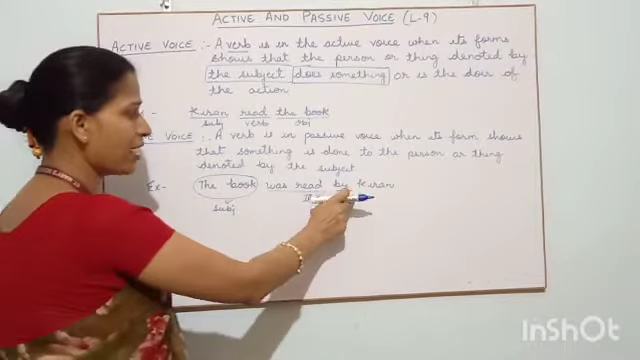 ACTIVE AND PASSIVE VOICE (L-9)
ACTIVE VOICE :- A verb is in the active voice when its forms
shows that the person or thing denoted by
the subject does something or is the doer of
the action
Kiran read the book
subj verb obj
VOICE :- A verb is in passive voice when its form shows
that something is done to the person or thing
denoted by the subject
Ex- The book was read by Kiran
subj
InShOt